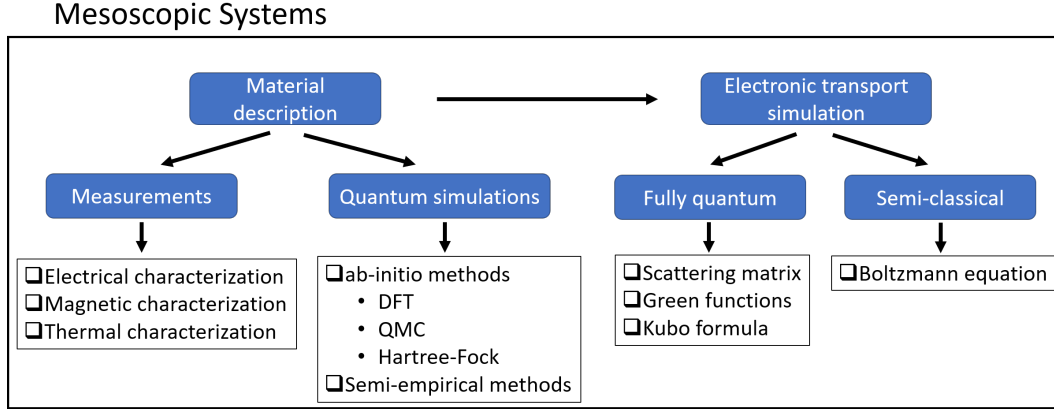 Mesoscopic Systems
Material
description
Electronic transport
simulation
Measurements
Quantum simulations
Fully quantum
Semi-classical
❑Electrical characterization
❑Magnetic characterization
❑Thermal characterization
❑ab-initio methods
• DFT
• QMC
• Hartree-Fock
❑Semi-empirical methods
❑Scattering matrix
❑Green functions
❑Kubo formula
❑Boltzmann equation